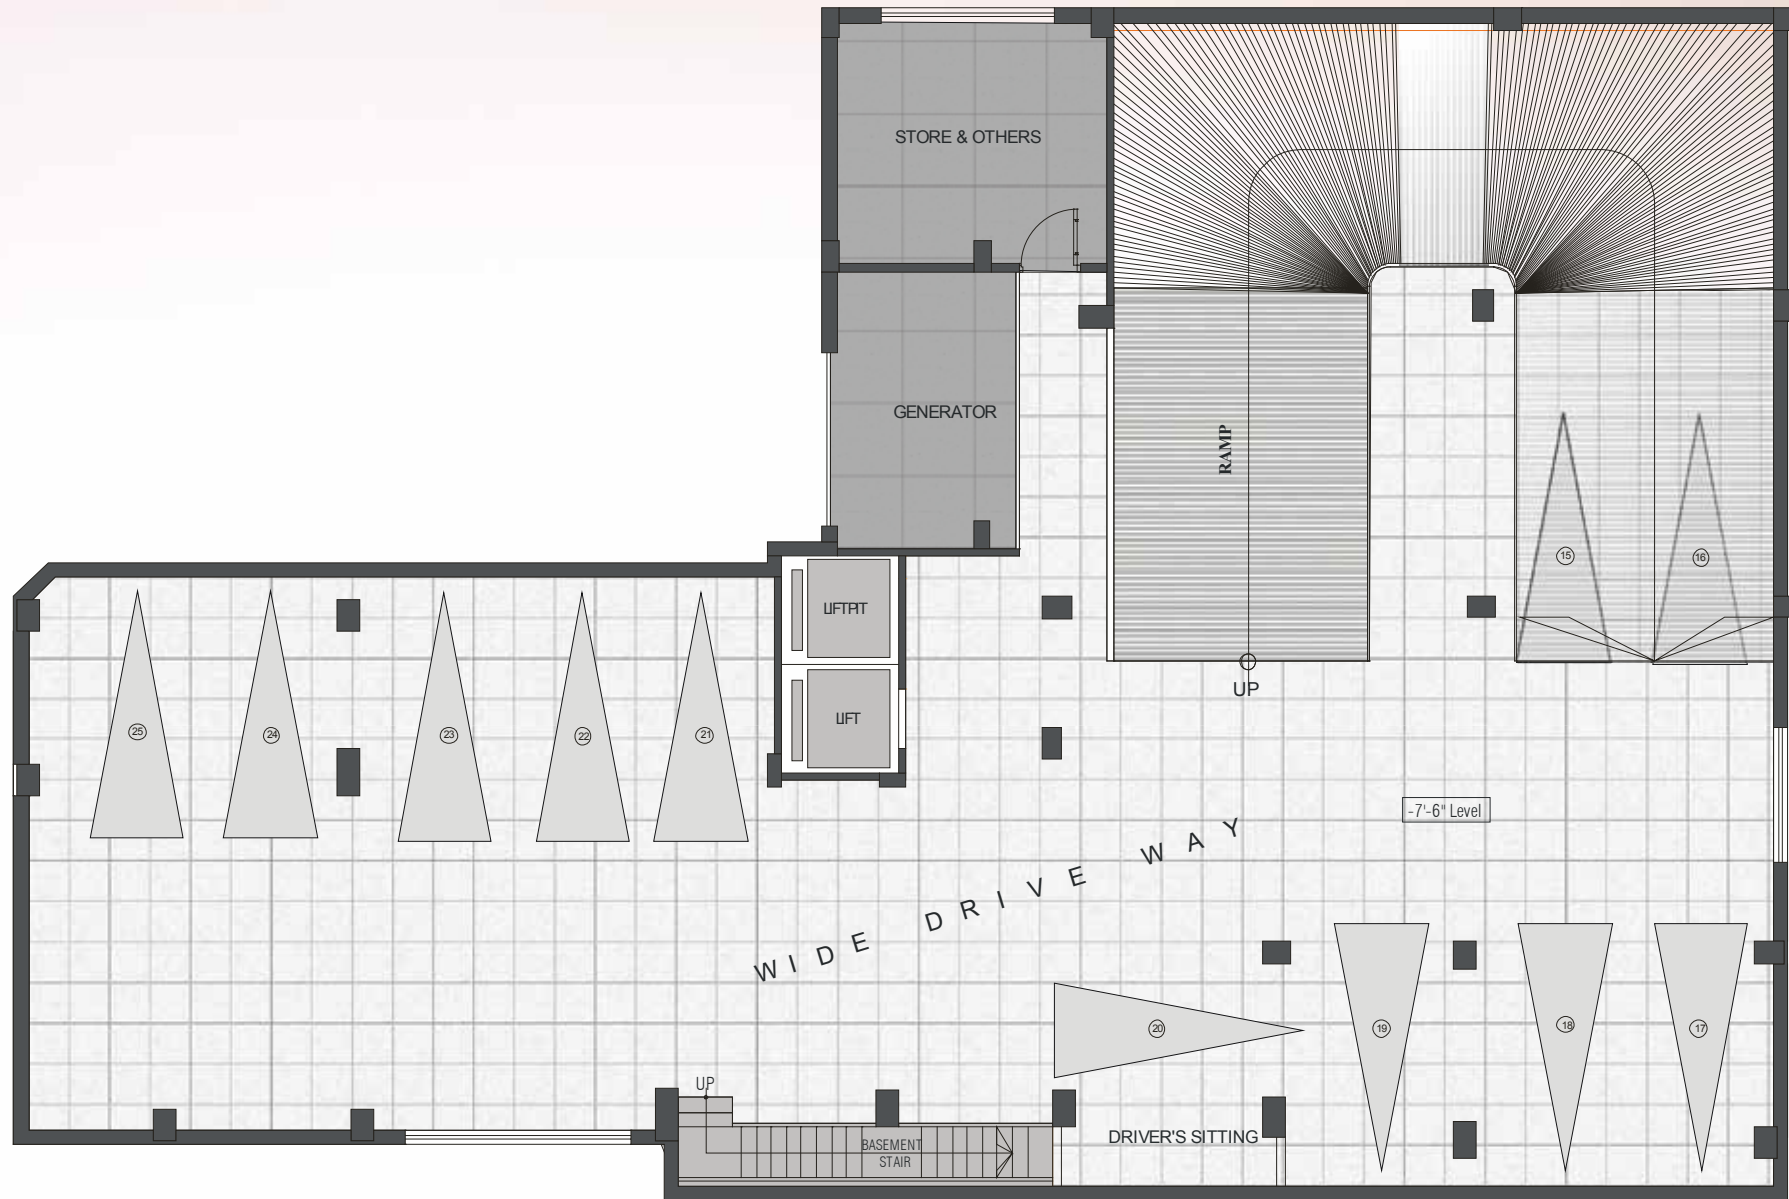 STORE & OTHERS
GENERATOR
RAMP
15
16
LIFTPIT
LIFT
UP
25
24
23
22
21
-7'-6" Level
WIDE DRIVE WAY
20
19
18
17
UP
BASEMENT
STAIR
DRIVER'S SITTING